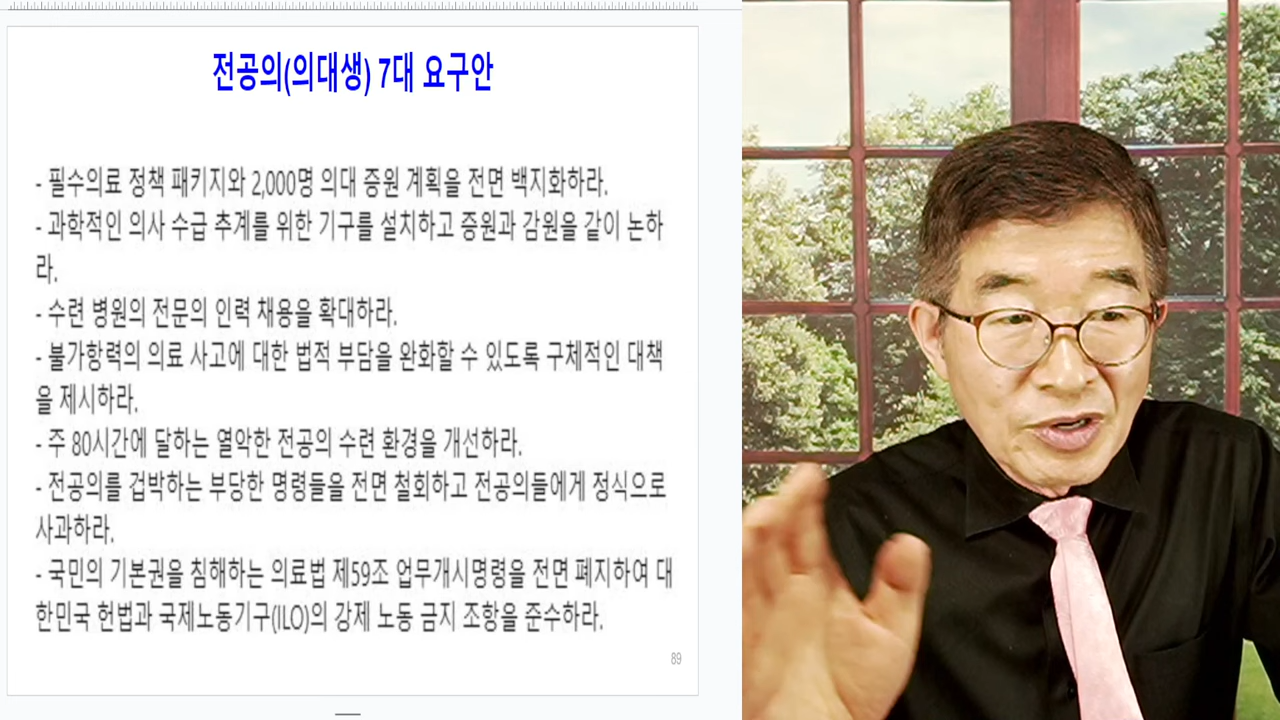 전공의(의대생) 7대 요구안
- 필수의료 정책 패키지와 2,000명 의대 증원 계획을 전면 백지화하라.
- 과학적인 의사 수급 추계를 위한 기구를 설치하고 증원과 감원을 같이 논하
라.
- 수련 병원의 전문의 인력 채용을 확대하라.
- 불가항력의 의료 사고에 대한 법적 부담을 완화할 수 있도록 구체적인 대책
을 제시하라.
- 주 80시간에 달하는 열악한 전공의 수련 환경을 개선하라.
- 전공의를 겁박하는 부당한 명령들을 전면 철회하고 전공의들에게 정식으로
사과하라.
- 국민의 기본권을 침해하는 의료법 제59조 업무개시명령을 전면 폐지하여 대
한민국 헌법과 국제노동기구(ILO)의 강제 노동 금지 조항을 준수하라.
89